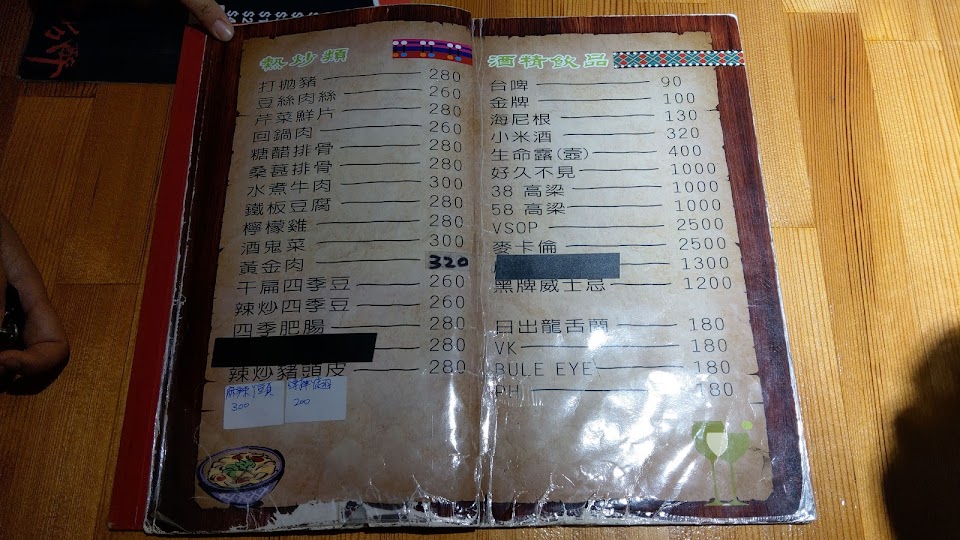 熱炒類
打拋豬 280
豆絲肉絲 260
芹菜鮮片 280
回鍋肉 260
糖醋排骨 280
桑葚排骨 280
水煮牛肉 300
鐵板豆腐 280
檸檬雞 280
酒鬼菜 300
黃金肉 320
干扁四季豆 260
辣炒四季豆 260
四季肥腸 280
280
辣炒豬頭皮 280
麻辣
300
200
酒精飲品
台啤 90
金牌 100
海尼根 130
小米酒 320
生命露(壺) 400
好久不見 1000
38 高梁 1000
58 高梁 1000
VSOP 2500
麥卡倫 2500
1300
黑牌威士忌 1200
日出龍舌蘭 180
VK 180
BULE EYE 180
PH 180